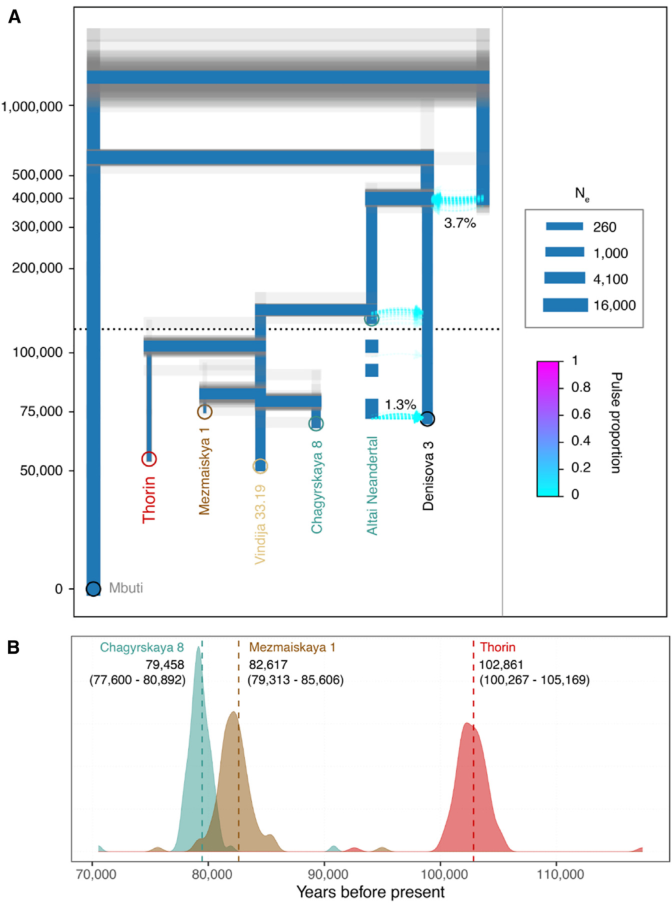 A
1,000,000
500,000
400,000
300,000
200,000
100,000
75,000
50,000
0
3.7%
1.3%
Thorin
Mezmaiskya 1
Vindija 33.19
Chagyrskaya 8
Altai Neandertal
Denisova 3
Mbuti
Ne
260
1,000
4,100
16,000
1
0.8
0.6
0.4
0.2
0
Pulse proportion
B
Chagyrskaya 8
79,458
(77,600 - 80,892)
Mezmaiskaya 1
82,617
(79,313 - 85,606)
Thorin
102,861
(100,267 - 105,169)
70,000
80,000
90,000
100,000
110,000
Years before present